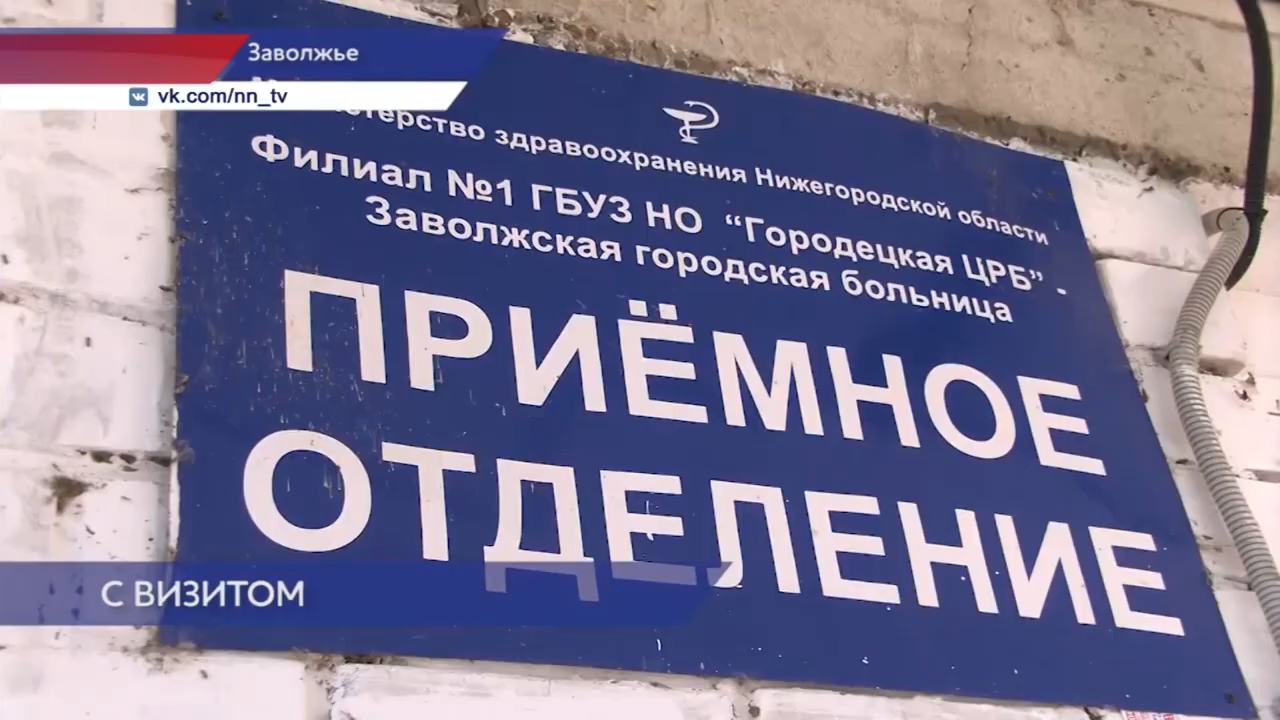 Заволжье
vk.com/nn_tv
здравоохранения Нижегородской области
Филиал №1 ГБУЗ НО “Городецкая ЦРБ” -
Заволжская городская больница
ПРИЁМНОЕ
ОТДЕЛЕНИЕ
С ВИЗИТОМ